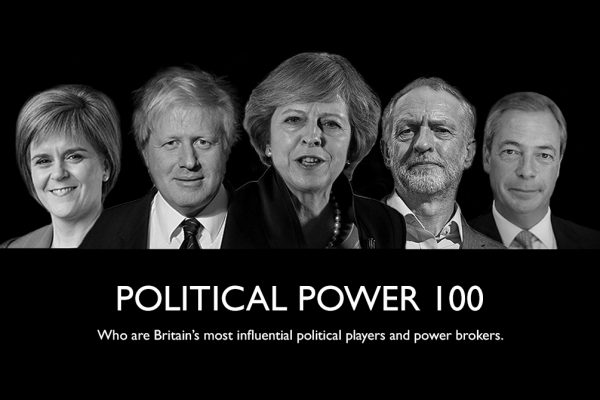 POLITICAL POWER 100
Who are Britain's most influential political players and power brokers.